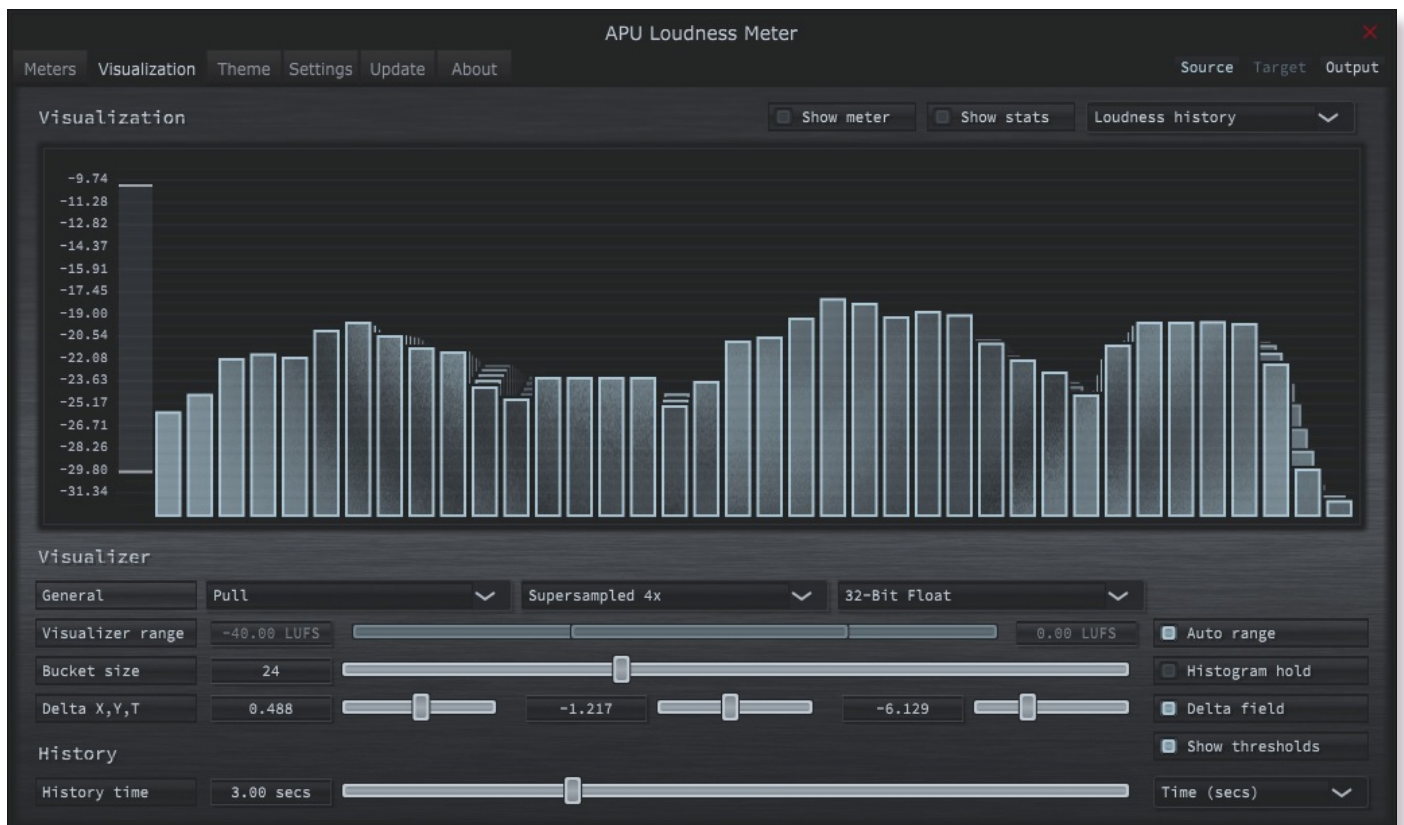 APU Loudness Meter
Meters Visualization Theme Settings Update About Source Target Output
Visualization Show meter Show stats Loudness history
-9.74
-11.28
-12.82
-14.37
-15.91
-17.45
-19.00
-20.54
-22.08
-23.63
-25.17
-26.71
-28.26
-29.80
-31.34
Visualizer
General Pull Supersampled 4x 32-Bit Float
Visualizer range -40.00 LUFS 0.00 LUFS Auto range
Bucket size 24 Histogram hold
Delta X,Y,T 0.488 -1.217 -6.129 Delta field
Show thresholds
History
History time 3.00 secs Time (secs)